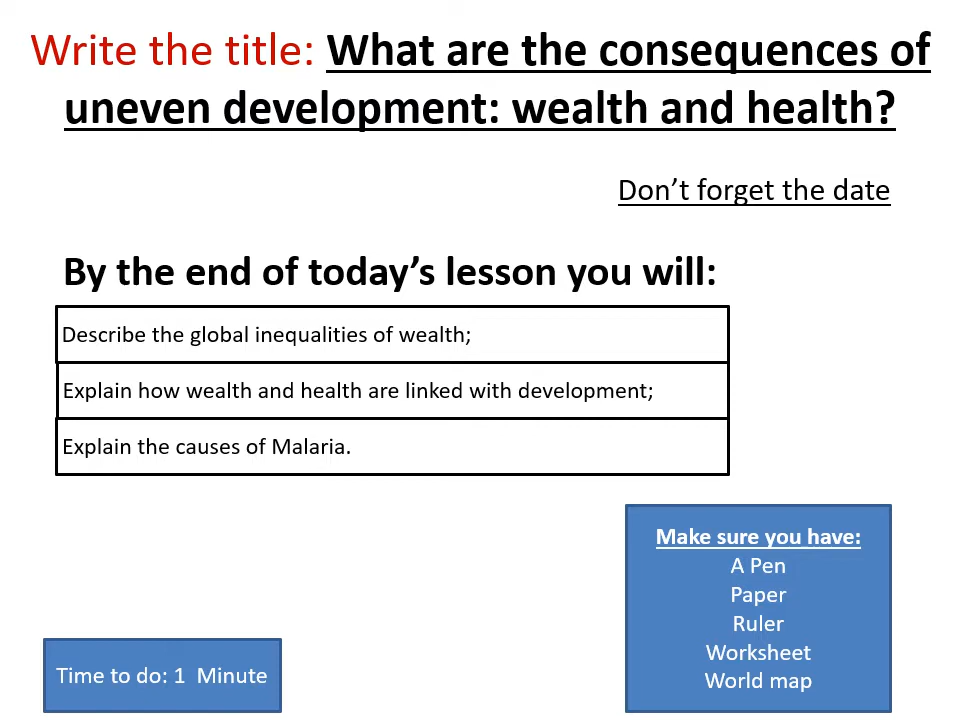 Write the title: What are the consequences of
uneven development: wealth and health?
Don’t forget the date
By the end of today’s lesson you will:
Describe the global inequalities of wealth;
Explain how wealth and health are linked with development;
Explain the causes of Malaria.
Make sure you have:
A Pen
Paper
Ruler
Worksheet
World map
Time to do: 1  Minute